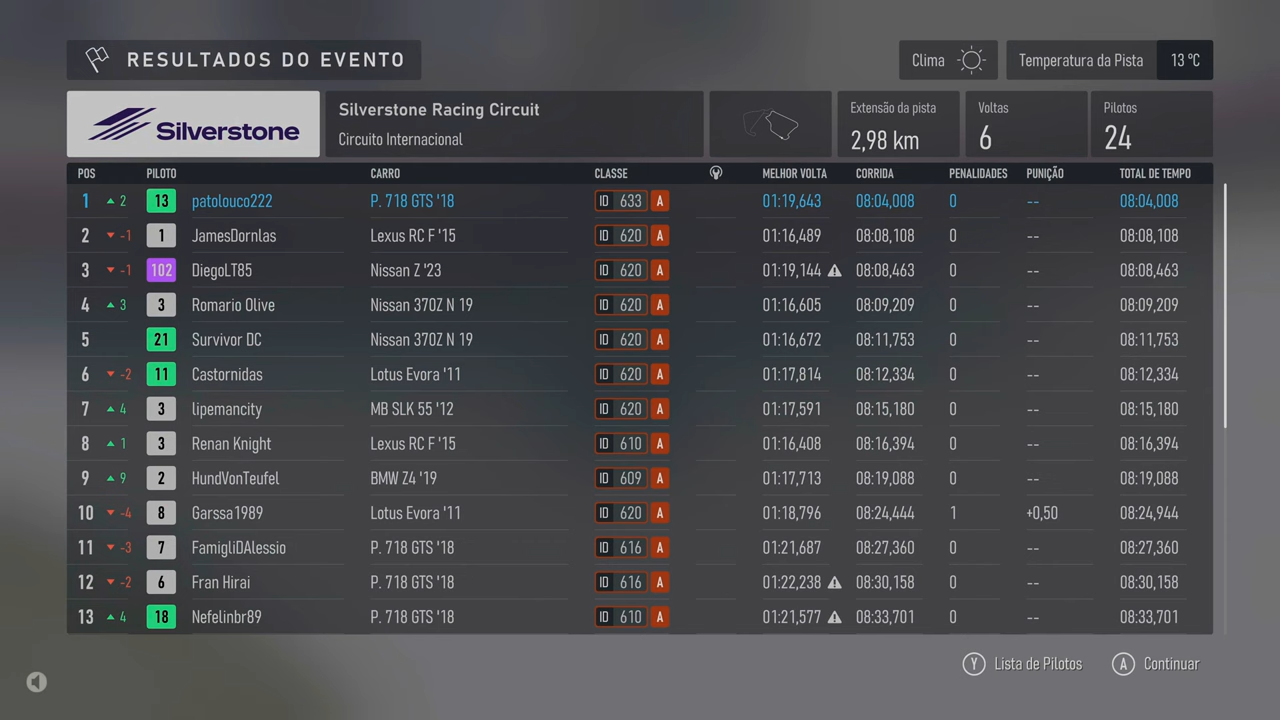 RESULTADOS DO EVENTO
Clima
Temperatura da Pista 13 ºC
Silverstone
Silverstone Racing Circuit
Circuito Internacional
Extensão da pista
2,98 km
Voltas
6
Pilotos
24
POS PILOTO CARRO CLASSE MELHOR VOLTA CORRIDA PENALIDADES PUNIÇÃO TOTAL DE TEMPO
1 2 13 patolouco222 P. 718 GTS '18 ID 633 A 01:19,643 08:04,008 0 -- 08:04,008
2 -1 1 JamesDornlas Lexus RC F '15 ID 620 A 01:16,489 08:08,108 0 -- 08:08,108
3 -1 102 DiegoLT85 Nissan Z '23 ID 620 A 01:19,144 08:08,463 0 -- 08:08,463
4 3 3 Romario Olive Nissan 370Z N 19 ID 620 A 01:16,605 08:09,209 0 -- 08:09,209
5 21 Survivor DC Nissan 370Z N 19 ID 620 A 01:16,672 08:11,753 0 -- 08:11,753
6 -2 11 Castornidas Lotus Evora '11 ID 620 A 01:17,814 08:12,334 0 -- 08:12,334
7 4 3 lipemancity MB SLK 55 '12 ID 620 A 01:17,591 08:15,180 0 -- 08:15,180
8 1 3 Renan Knight Lexus RC F '15 ID 610 A 01:16,408 08:16,394 0 -- 08:16,394
9 9 2 HundVonTeufel BMW Z4 '19 ID 609 A 01:17,713 08:19,088 0 -- 08:19,088
10 -4 8 Garssa1989 Lotus Evora '11 ID 620 A 01:18,796 08:24,444 1 +0,50 08:24,944
11 -3 7 FamigliDAlessio P. 718 GTS '18 ID 616 A 01:21,687 08:27,360 0 -- 08:27,360
12 -2 6 Fran Hirai P. 718 GTS '18 ID 616 A 01:22,238 08:30,158 0 -- 08:30,158
13 4 18 Nefelinbr89 P. 718 GTS '18 ID 610 A 01:21,577 08:33,701 0 -- 08:33,701
Y Lista de Pilotos A Continuar